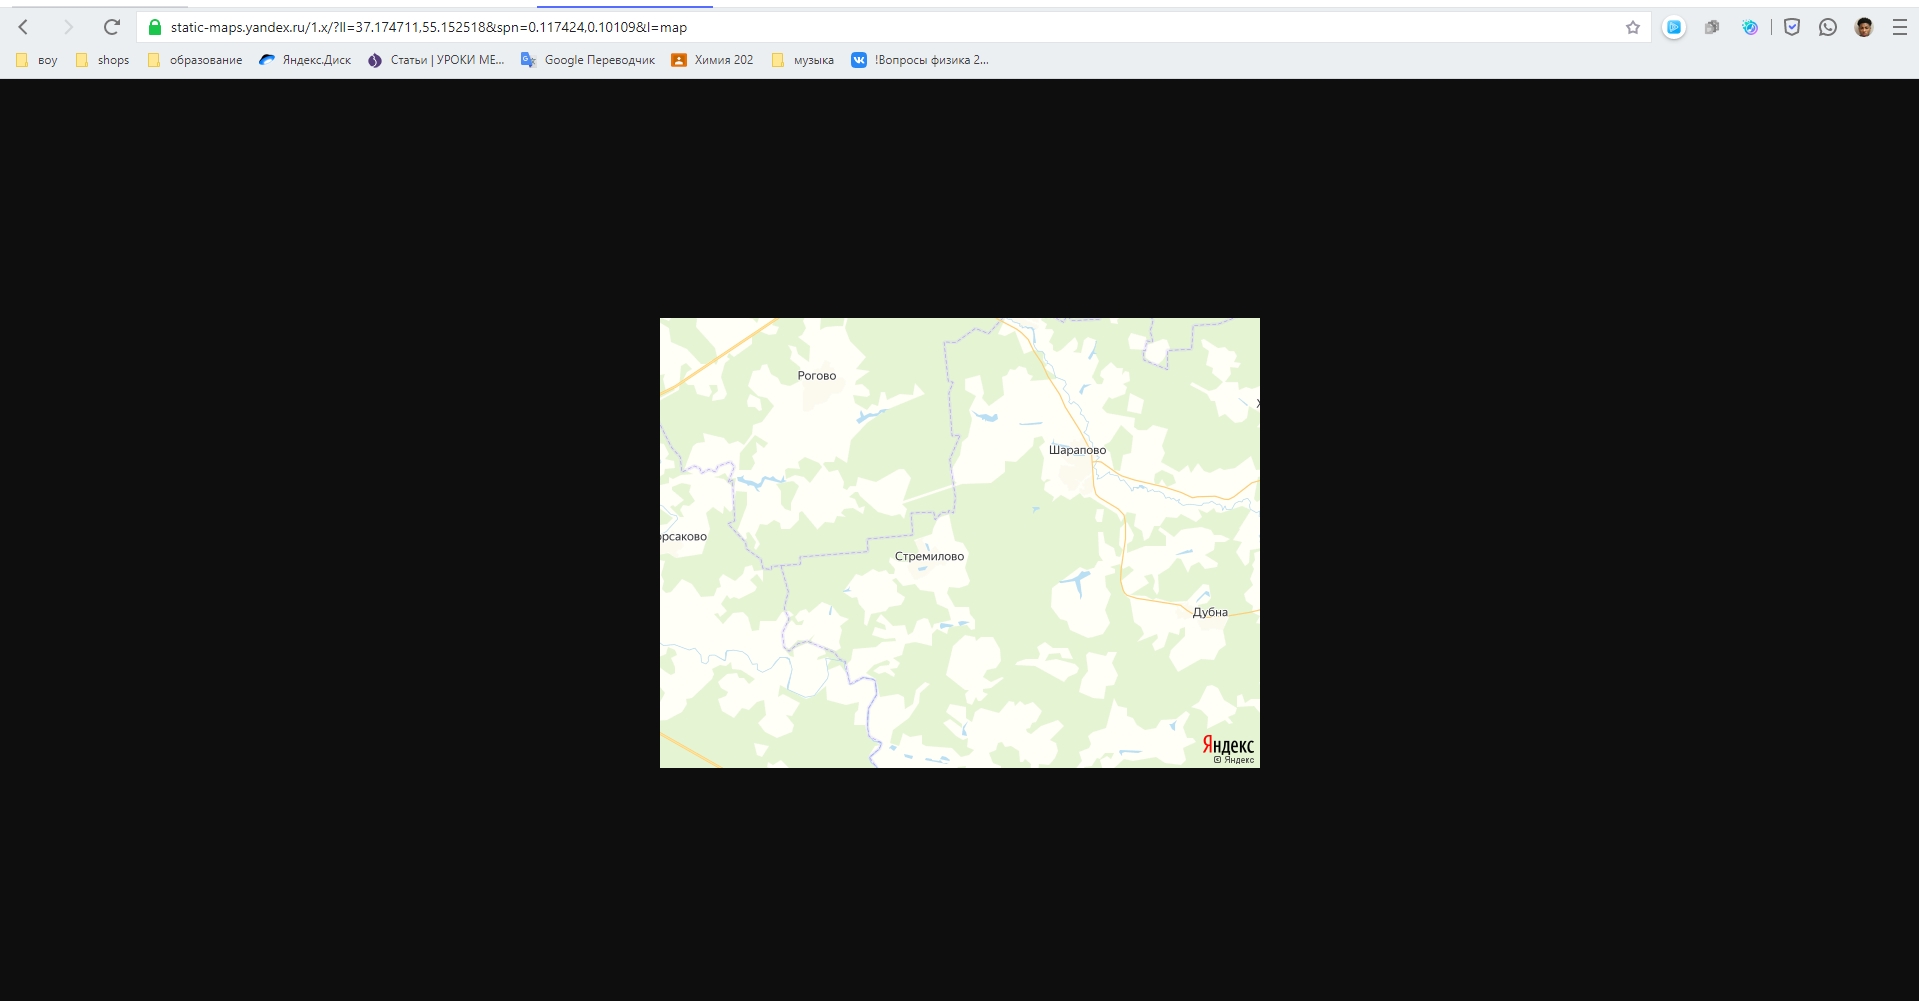 static-maps.yandex.ru/1.x/?ll=37.174711,55.152518&spn=0.117424,0.10109&l=map
воу shops образование Яндекс.Диск Статьи | УРОКИ МЕ... Google Переводчик Химия 202 музыка !Вопросы физика 2...
Рогово
Шарапово
орсаково
Стремилово
Дубна
Яндекс
© Яндекс